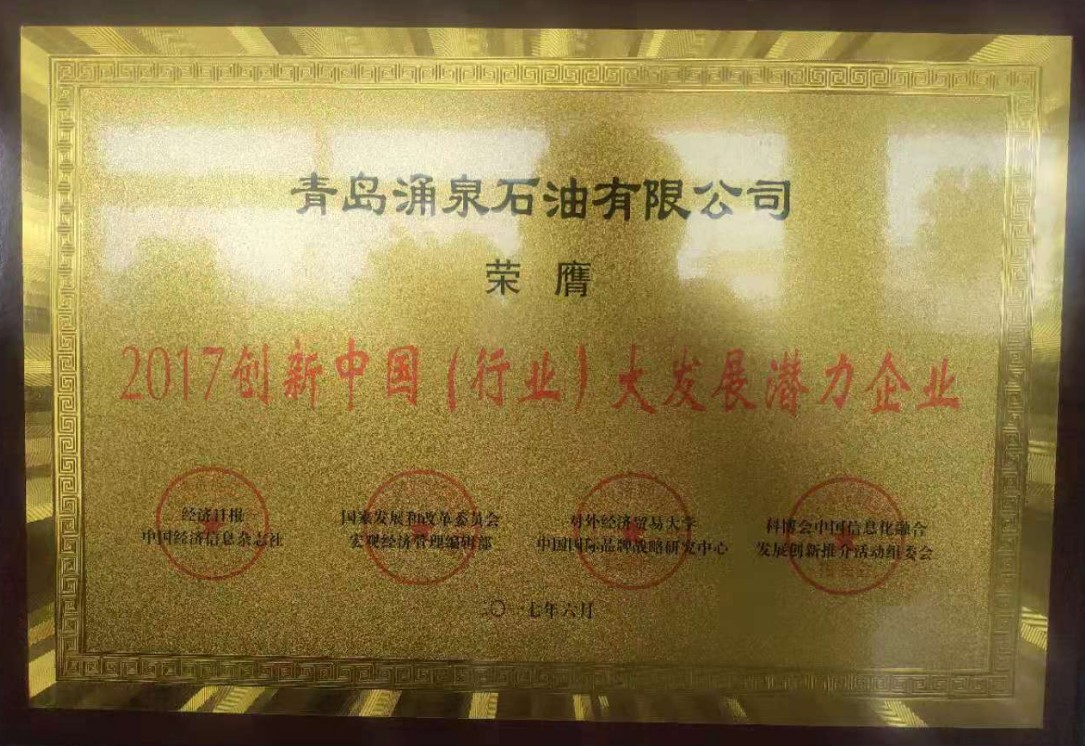 青岛涌泉石油有限公司
荣膺
2017创新中国(行业)大发展潜力企业
经济日报
中国经济信息杂志社
国家发展和改革委员会
宏观经济管理编辑部
对外经济贸易大学
中国国际品牌战略研究中心
科博会中国信息化融合
发展创新推介活动组委会
二〇一七年六月